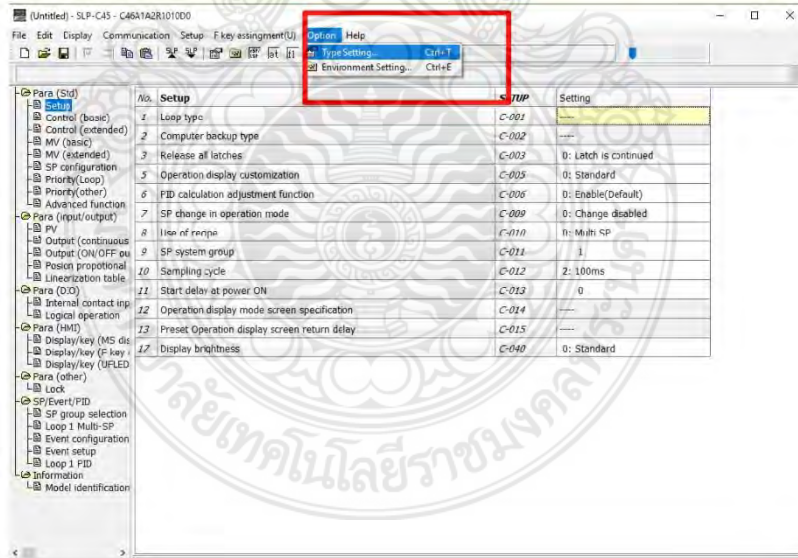 (Untitled) - SLP-C45 - C46A1A2R1010D0
File Edit Display Communication Setup F key assingment(U) Option Help
Type Setting... Ctrl+T
Environment Setting... Ctrl+E
Para (Std)
Setup
Control (basic)
Control (extended)
MV (basic)
MV (extended)
SP configuration
Priority(Loop)
Priority(other)
Advanced function
Para (input/output)
PV
Output (continuous
Output (ON/OFF ou
Posion propotional
Linearization table
Para (DO)
Internal contact inp
Logical operation
Para (HMI)
Display/key (MS dis
Display/key (F key
Display/key (UFLED
Para (other)
Lock
SP/Evert/PID
SP group selection
Loop 1 Multi-SP
Event configuration
Event setup
Loop 1 PID
Information
Model identification
No. Setup SETUP Setting
1 Loop type C-001 ----
2 Computer backup type C-002 ----
3 Release all latches C-003 0: Latch is continued
5 Operation display customization C-005 0: Standard
6 PID calculation adjustment function C-006 0: Enable(Default)
7 SP change in operation mode C-009 0: Change disabled
8 Use of recipe C-010 0: Multi SP
9 SP system group C-011 1
10 Sampling cycle C-012 2: 100ms
11 Start delay at power ON C-013 0
12 Operation display mode screen specification C-014 ----
13 Preset Operation display screen return delay C-015 ----
17 Display brightness C-040 0: Standard